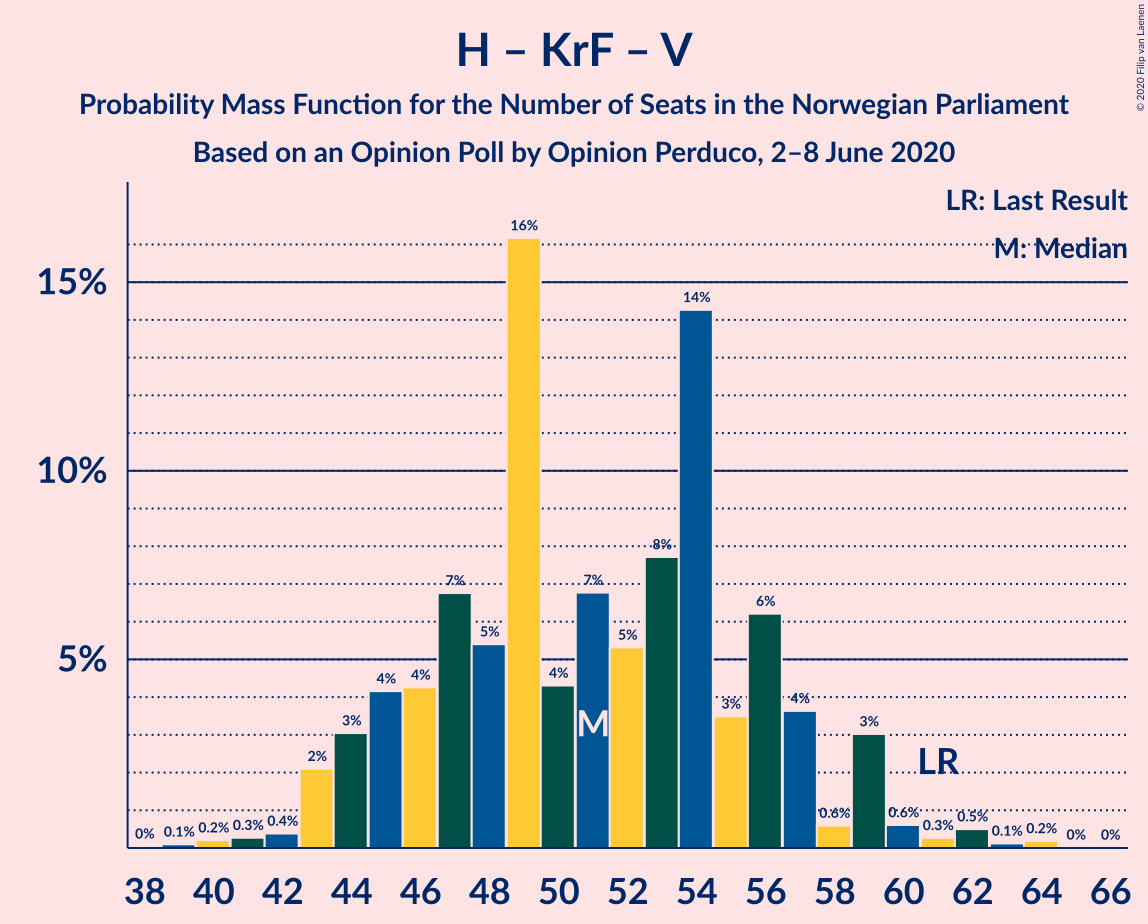 H – KrF – V
Probability Mass Function for the Number of Seats in the Norwegian Parliament
Based on an Opinion Poll by Opinion Perduco, 2–8 June 2020
© 2020 Filip van Laenen
LR: Last Result
M: Median
15%
10%
5%
0% 0.1% 0.2% 0.3% 0.4% 2% 3% 4% 4% 7% 5% 16% 4% 7% 5% 8% 14% 3% 6% 4% 0.6% 3% 0.6% 0.3% 0.5% 0.1% 0.2% 0% 0%
M
LR
38 40 42 44 46 48 50 52 54 56 58 60 62 64 66